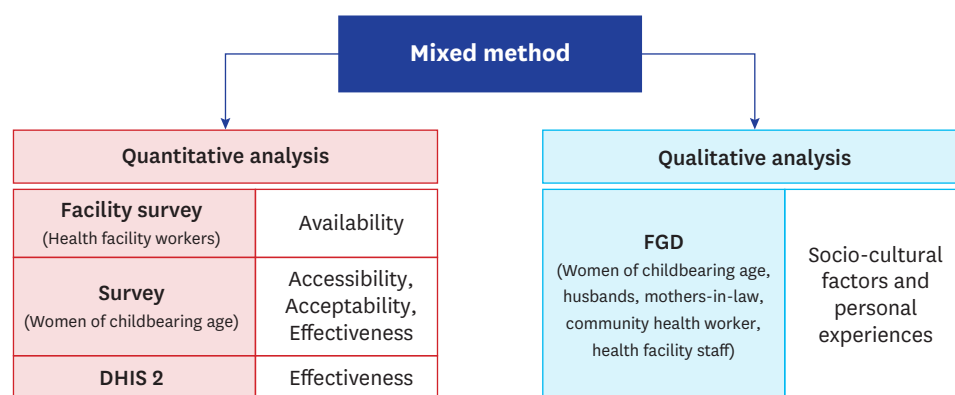 Mixed method
Quantitative analysis
Facility survey
(Health facility workers)
Availability
Survey
(Women of childbearing age)
Accessibility,
Acceptability,
Effectiveness
DHIS 2
Effectiveness
Qualitative analysis
FGD
(Women of childbearing age,
husbands, mothers-in-law,
community health worker,
health facility staff)
Socio-cultural
factors and
personal
experiences